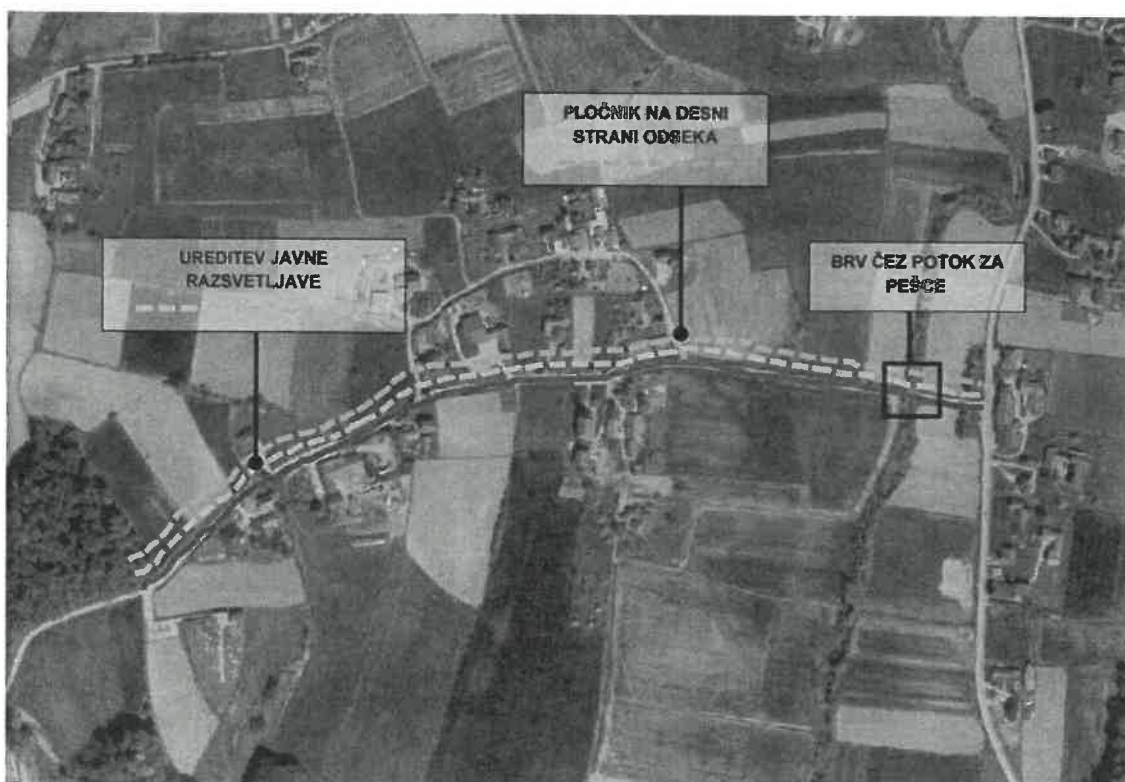 PLOČNIK NA DESNI
STRANI ODSEKA
UREDITEV JAVNE
RAZSVETLJAVE
BRV ČEZ POTOK ZA
PEŠCE